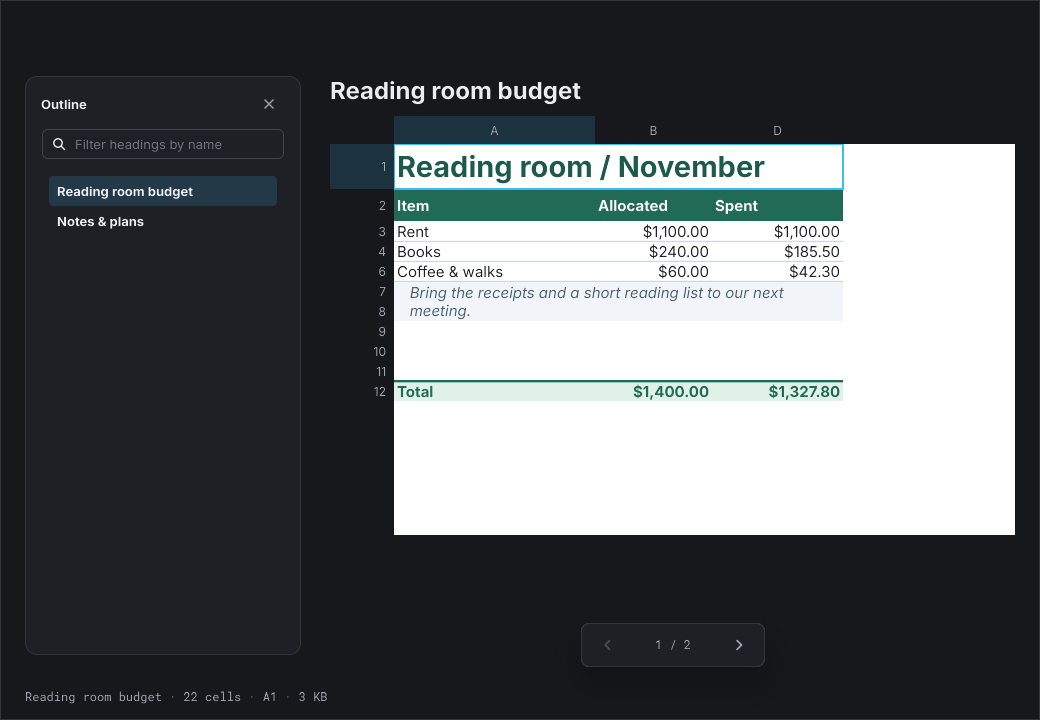 Outline
Filter headings by name
Reading room budget
Notes & plans
Reading room budget
A B D
1 Reading room / November
2 Item Allocated Spent
3 Rent $1,100.00 $1,100.00
4 Books $240.00 $185.50
6 Coffee & walks $60.00 $42.30
7 Bring the receipts and a short reading list to our next
8 meeting.
9
10
11
12 Total $1,400.00 $1,327.80
1 / 2
Reading room budget · 22 cells · A1 · 3 KB